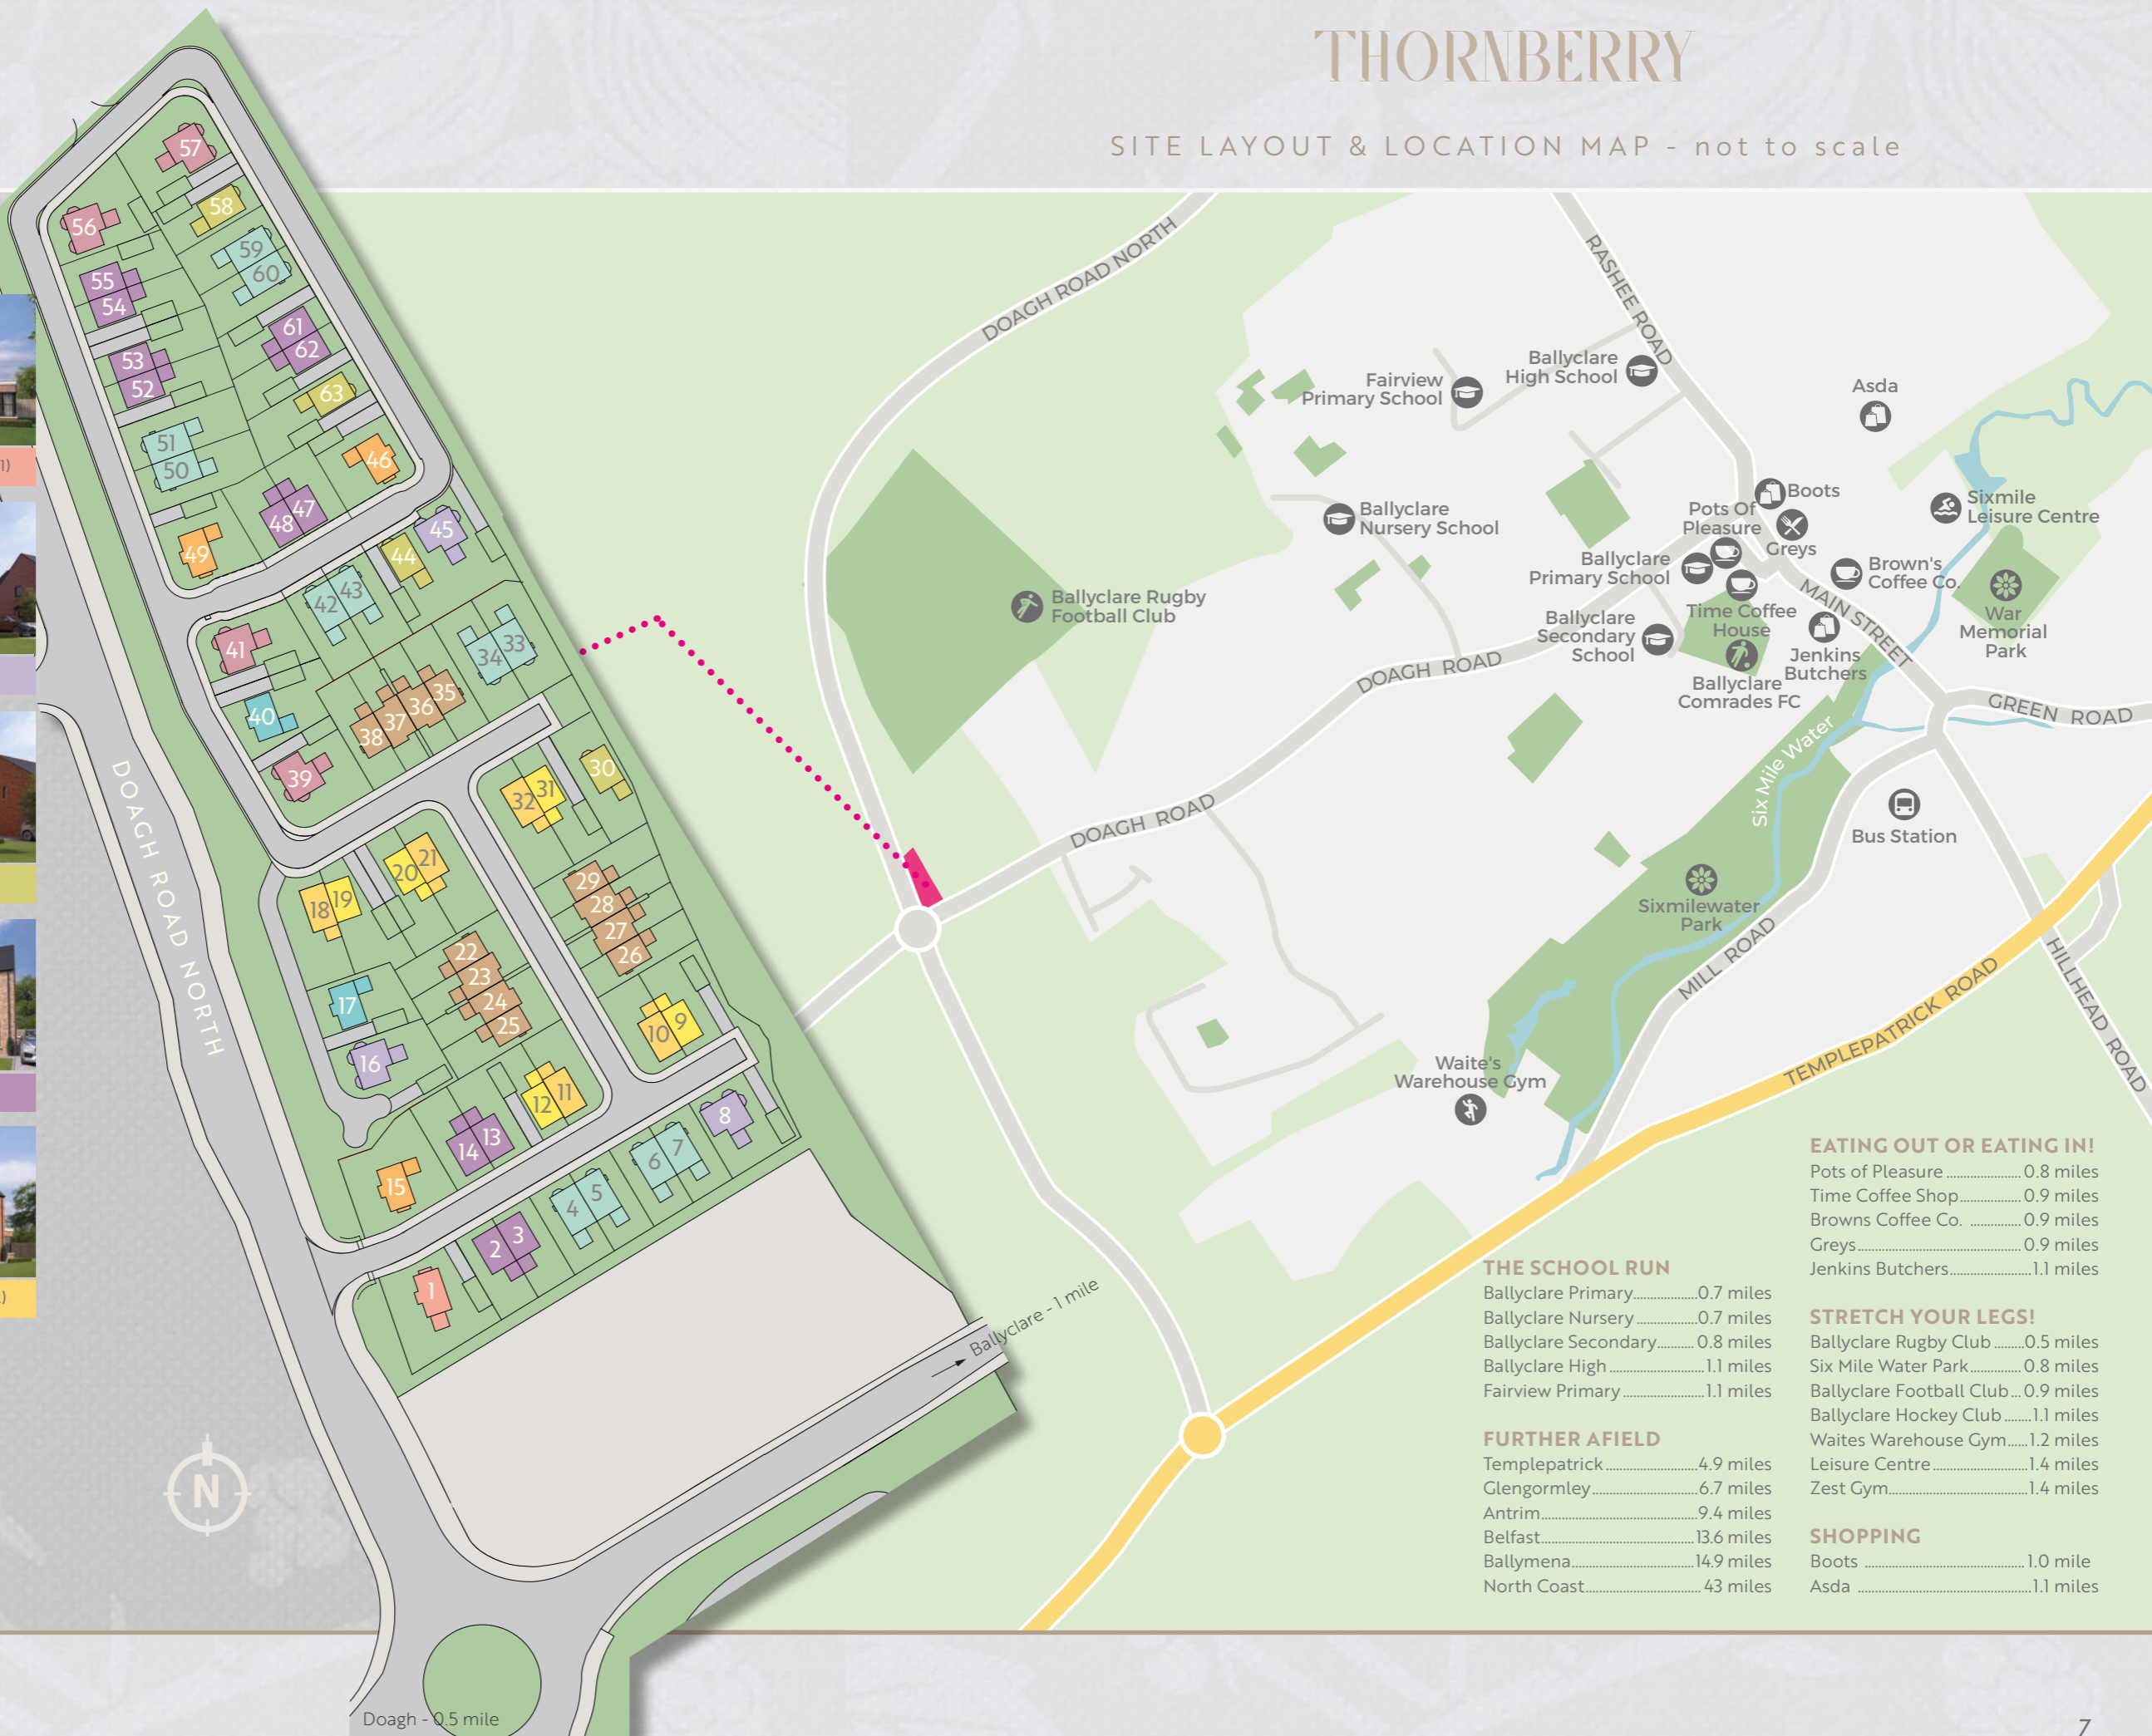 THORNBERRY
SITE LAYOUT & LOCATION MAP - not to scale
57
58
56
59
60
55
54
61
62
53
52
63
51
50
46
47
48
49
45
44
43
42
41
40
39
33
34
35
36
37
38
30
31
32
29
28
27
26
21
20
19
18
22
23
24
25
17
16
10
9
11
12
13
14
15
8
7
6
5
4
3
2
1
1)
)
DOAGH ROAD NORTH
N
Doagh - 0.5 mile
Ballyclare - 1 mile
DOAGH ROAD NORTH
RASHEE ROAD
Fairview
Primary School
Ballyclare
High School
Asda
Ballyclare
Nursery School
Boots
Pots Of
Pleasure
Greys
Sixmile
Leisure Centre
Ballyclare
Primary School
Brown's
Coffee Co.
Ballyclare Rugby
Football Club
Time Coffee
House
MAIN STREET
War
Memorial
Park
Ballyclare
Secondary
School
Jenkins
Butchers
Ballyclare
Comrades FC
DOAGH ROAD
GREEN ROAD
Six Mile Water
DOAGH ROAD
Bus Station
Sixmilewater
Park
MILL ROAD
HILLHEAD ROAD
TEMPLEPATRICK ROAD
Waite's
Warehouse Gym
THE SCHOOL RUN
Ballyclare Primary 0.7 miles
Ballyclare Nursery 0.7 miles
Ballyclare Secondary 0.8 miles
Ballyclare High 1.1 miles
Fairview Primary 1.1 miles
FURTHER AFIELD
Templepatrick 4.9 miles
Glengormley 6.7 miles
Antrim 9.4 miles
Belfast 13.6 miles
Ballymena 14.9 miles
North Coast 43 miles
EATING OUT OR EATING IN!
Pots of Pleasure 0.8 miles
Time Coffee Shop 0.9 miles
Browns Coffee Co. 0.9 miles
Greys 0.9 miles
Jenkins Butchers 1.1 miles
STRETCH YOUR LEGS!
Ballyclare Rugby Club 0.5 miles
Six Mile Water Park 0.8 miles
Ballyclare Football Club 0.9 miles
Ballyclare Hockey Club 1.1 miles
Waites Warehouse Gym 1.2 miles
Leisure Centre 1.4 miles
Zest Gym 1.4 miles
SHOPPING
Boots 1.0 mile
Asda 1.1 miles
7